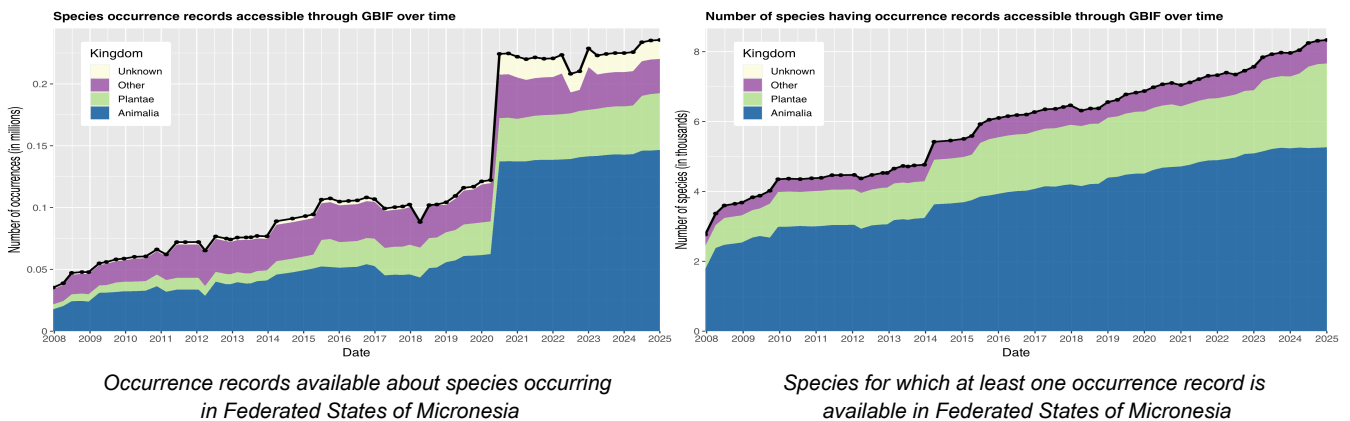 Species occurrence records accessible through GBIF over time
Number of occurrences (in millions)
0.2
0.15
0.1
0.05
0
Kingdom
Unknown
Other
Plantae
Animalia
2008 2009 2010 2011 2012 2013 2014 2015 2016 2017 2018 2019 2020 2021 2022 2023 2024 2025
Date
Occurrence records available about species occurring
in Federated States of Micronesia
Number of species having occurrence records accessible through GBIF over time
Number of species (in thousands)
8
6
4
2
0
Kingdom
Unknown
Other
Plantae
Animalia
2008 2009 2010 2011 2012 2013 2014 2015 2016 2017 2018 2019 2020 2021 2022 2023 2024 2025
Date
Species for which at least one occurrence record is
available in Federated States of Micronesia